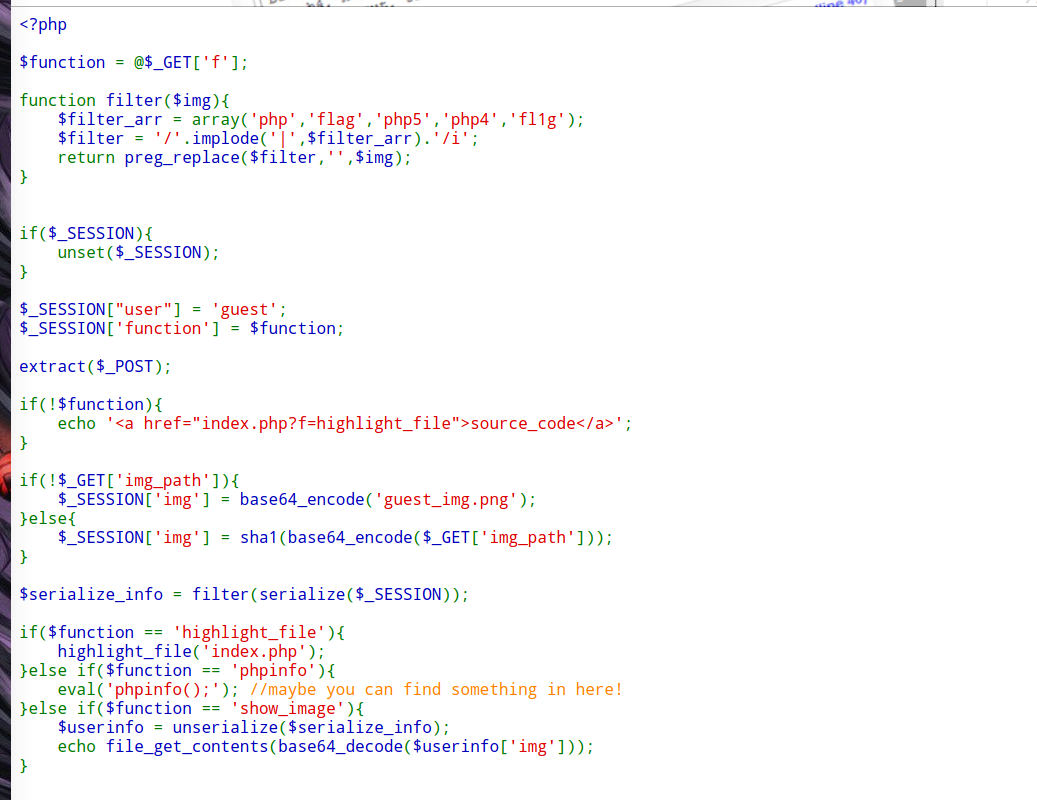 <?php
$function = @$_GET['f'];
function filter($img){
    $filter_arr = array('php','flag','php5','php4','fl1g');
    $filter = '/'.implode('|',$filter_arr).'/i';
    return preg_replace($filter,'',$img);
}
if($_SESSION){
    unset($_SESSION);
}
$_SESSION["user"] = 'guest';
$_SESSION['function'] = $function;
extract($_POST);
if(!$function){
    echo '<a href="index.php?f=highlight_file">source_code</a>';
}
if(!$_GET['img_path']){
    $_SESSION['img'] = base64_encode('guest_img.png');
}else{
    $_SESSION['img'] = sha1(base64_encode($_GET['img_path']));
}
$serialize_info = filter(serialize($_SESSION));
if($function == 'highlight_file'){
    highlight_file('index.php');
}else if($function == 'phpinfo'){
    eval('phpinfo();'); //maybe you can find something in here!
}else if($function == 'show_image'){
    $userinfo = unserialize($serialize_info);
    echo file_get_contents(base64_decode($userinfo['img']));
}